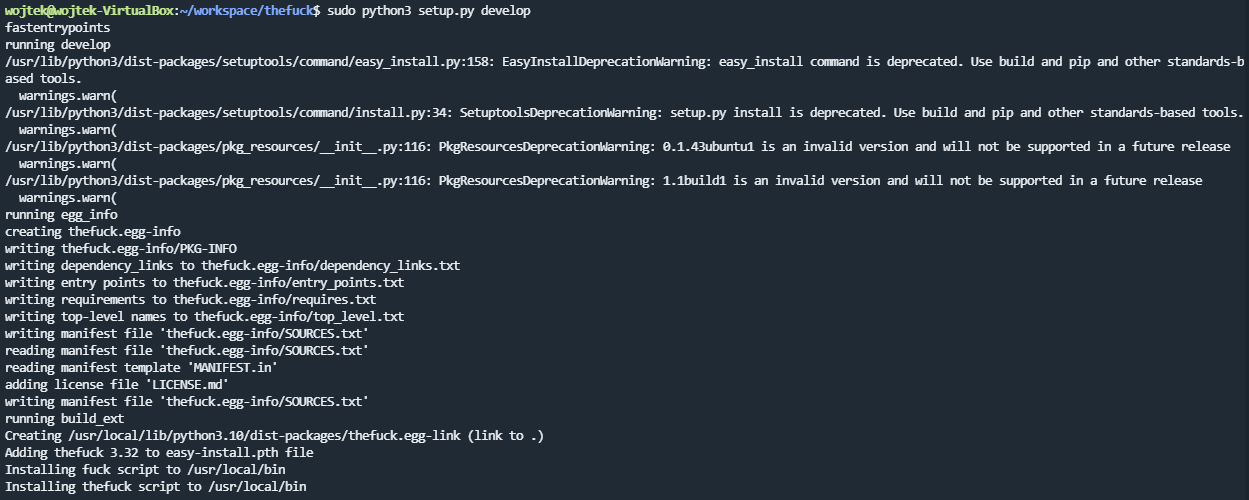 wojtek@wojtek-VirtualBox:~/workspace/thefuck$ sudo python3 setup.py develop
fastentrypoints
running develop
/usr/lib/python3/dist-packages/setuptools/command/easy_install.py:158: EasyInstallDeprecationWarning: easy_install command is deprecated. Use build and pip and other standards-b
ased tools.
  warnings.warn(
/usr/lib/python3/dist-packages/setuptools/command/install.py:34: SetuptoolsDeprecationWarning: setup.py install is deprecated. Use build and pip and other standards-based tools.
  warnings.warn(
/usr/lib/python3/dist-packages/pkg_resources/__init__.py:116: PkgResourcesDeprecationWarning: 0.1.43ubuntu1 is an invalid version and will not be supported in a future release
  warnings.warn(
/usr/lib/python3/dist-packages/pkg_resources/__init__.py:116: PkgResourcesDeprecationWarning: 1.1build1 is an invalid version and will not be supported in a future release
  warnings.warn(
running egg_info
creating thefuck.egg-info
writing thefuck.egg-info/PKG-INFO
writing dependency_links to thefuck.egg-info/dependency_links.txt
writing entry points to thefuck.egg-info/entry_points.txt
writing requirements to thefuck.egg-info/requires.txt
writing top-level names to thefuck.egg-info/top_level.txt
writing manifest file 'thefuck.egg-info/SOURCES.txt'
reading manifest file 'thefuck.egg-info/SOURCES.txt'
reading manifest template 'MANIFEST.in'
adding license file 'LICENSE.md'
writing manifest file 'thefuck.egg-info/SOURCES.txt'
running build_ext
Creating /usr/local/lib/python3.10/dist-packages/thefuck.egg-link (link to .)
Adding thefuck 3.32 to easy-install.pth file
Installing fuck script to /usr/local/bin
Installing thefuck script to /usr/local/bin